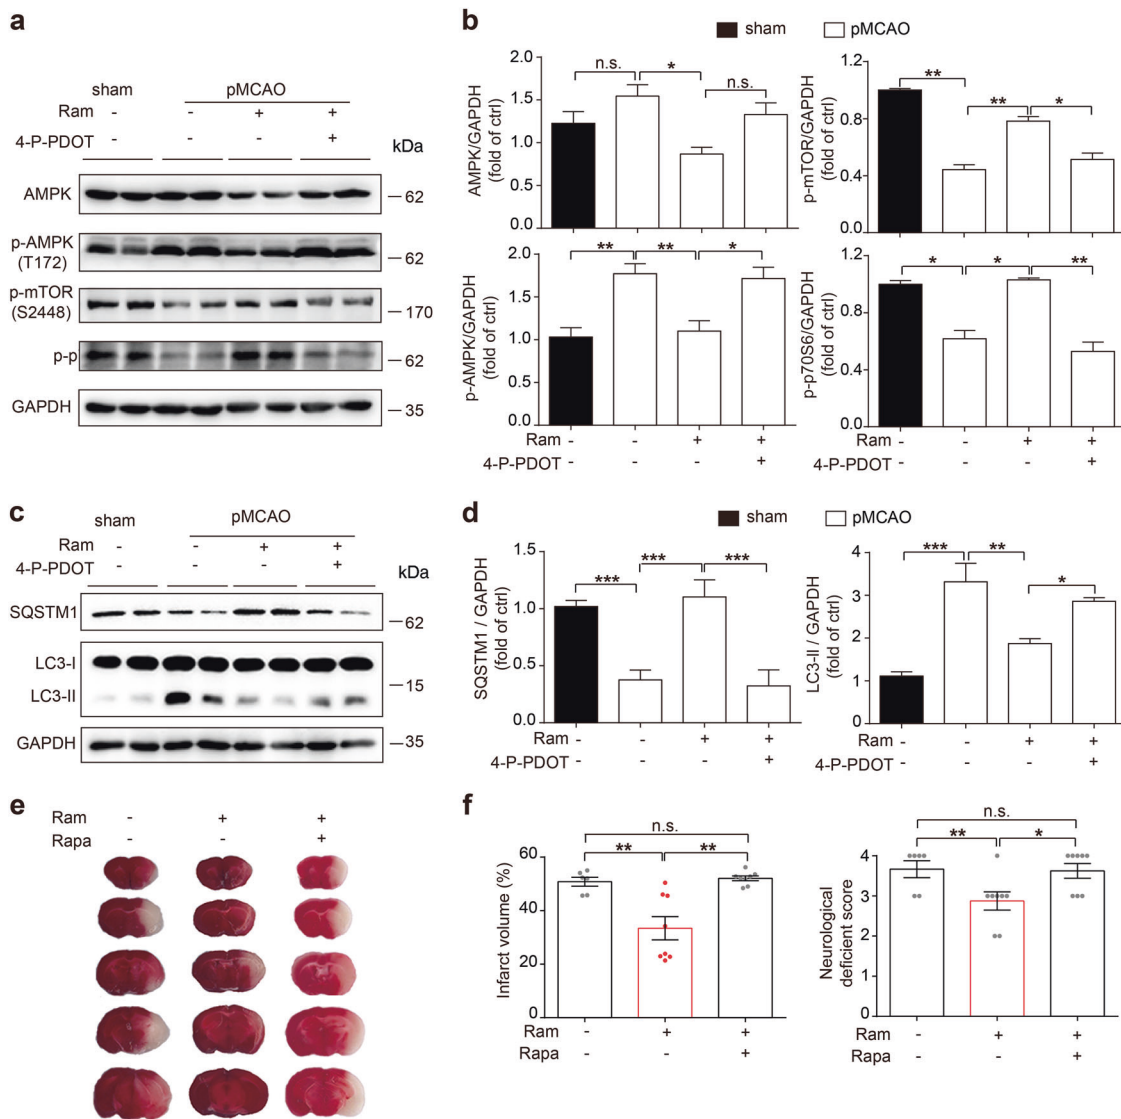 a
sham
pMCAO
Ram - - + +
4-P-PDOT - - - +
kDa
AMPK
62
p-AMPK
(T172)
62
p-mTOR
(S2448)
170
p-p
62
GAPDH
35
b
sham
pMCAO
AMPK/GAPDH
(fold of ctrl)
2.0
1.5
1.0
0.5
0.0
n.s.
*
n.s.
p-mTOR/GAPDH
(fold of ctrl)
1.2
0.8
0.4
0.0
**
**
*
p-AMPK/GAPDH
(fold of ctrl)
2.0
1.5
1.0
0.5
0.0
**
**
*
p-p70S6/GAPDH
(fold of ctrl)
1.2
0.8
0.4
0.0
*
*
**
Ram - - + + - - + +
4-P-PDOT - - - + - - - +
c
sham
pMCAO
Ram - - + +
4-P-PDOT - - - +
kDa
SQSTM1
62
LC3-I
15
LC3-II
GAPDH
35
d
sham
pMCAO
SQSTM1 / GAPDH
(fold of ctrl)
1.5
1.0
0.5
0.0
***
***
***
LC3-II / GAPDH
(fold of ctrl)
4
3
2
1
0
***
**
*
Ram - - + + - - + +
4-P-PDOT - - - + - - - +
e
Ram - + +
Rapa - - +
f
n.s.
**
**
Infarct volume (%)
60
40
20
0
Ram - + +
Rapa - - +
n.s.
**
*
Neurological
deficient score
4
3
2
1
0
Ram - + +
Rapa - - +